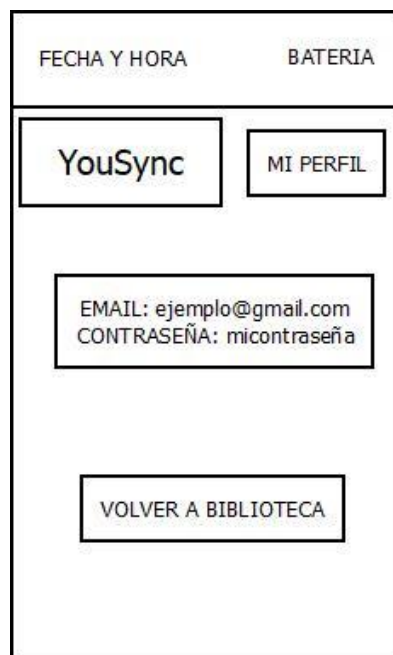 FECHA Y HORA
BATERIA
YouSync
MI PERFIL
EMAIL: ejemplo@gmail.com
CONTRASEÑA: micontraseña
VOLVER A BIBLIOTECA